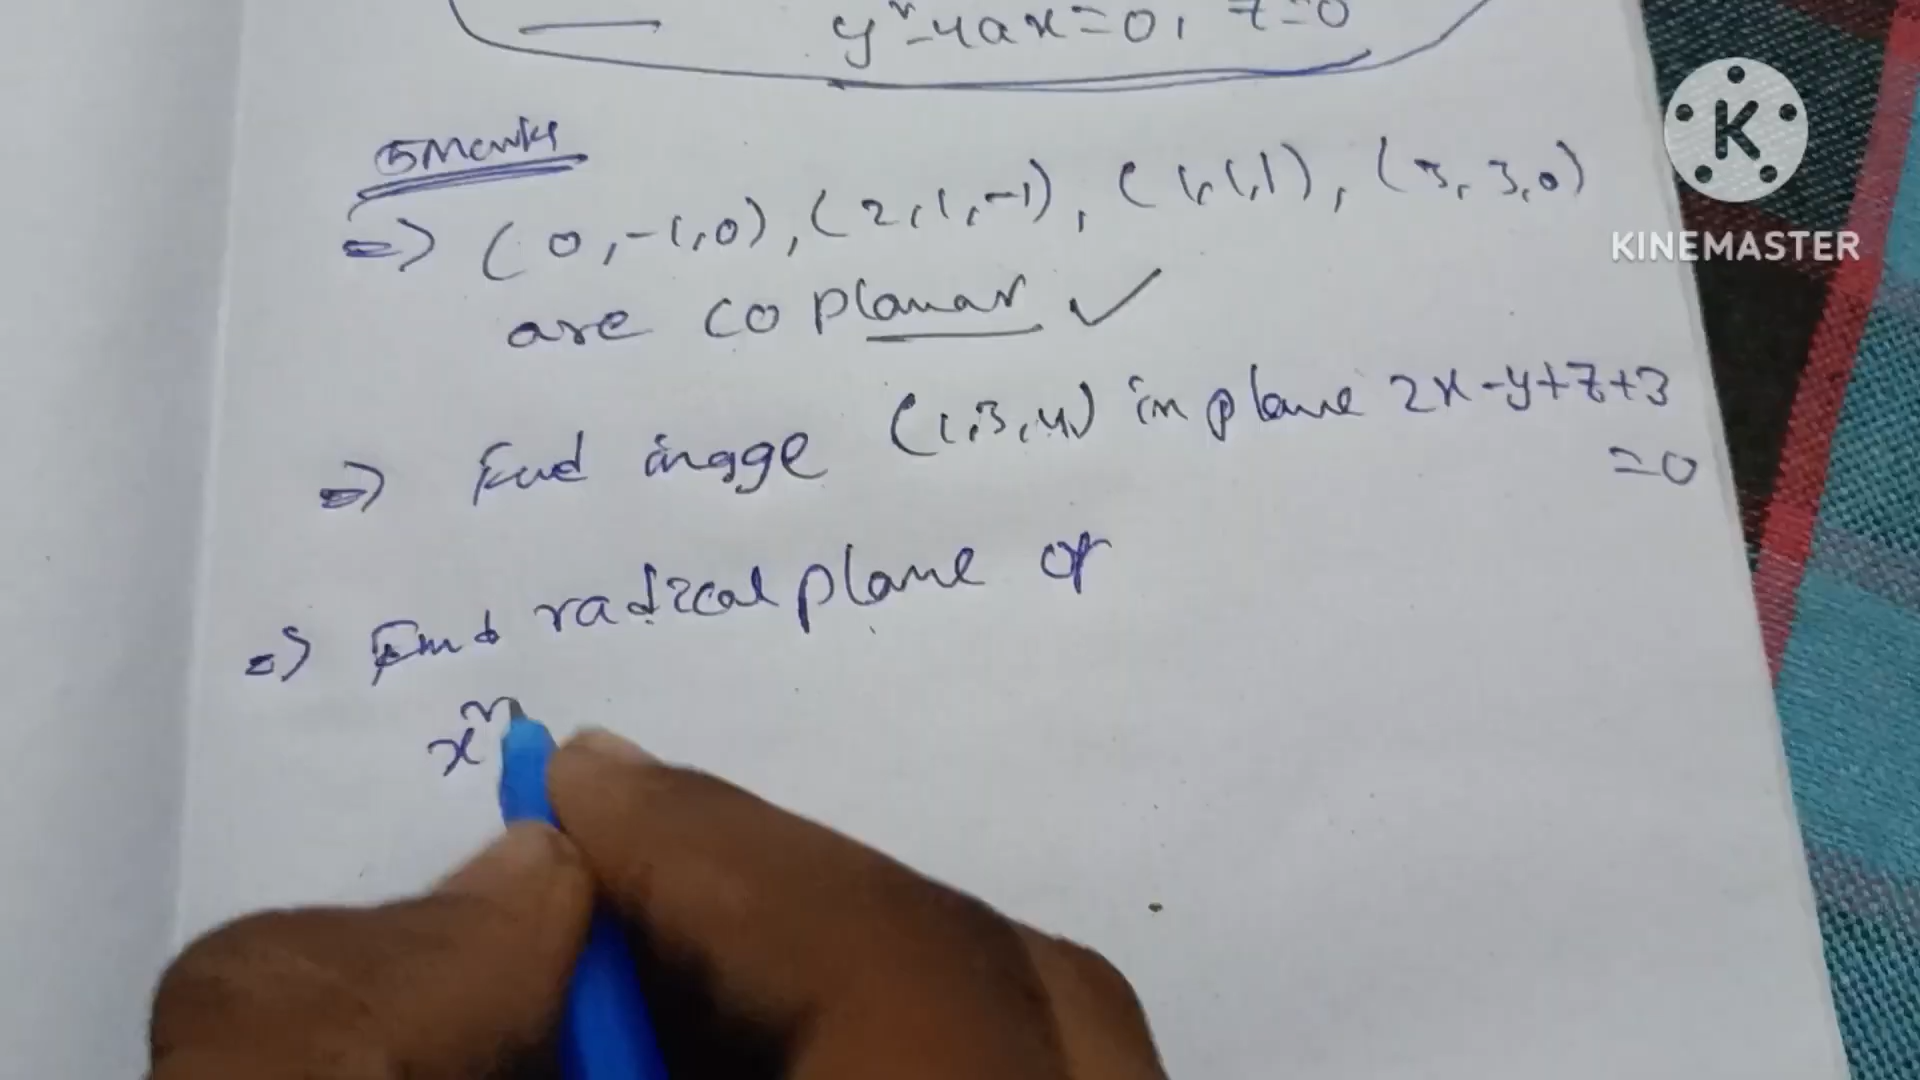 y²-4ax=0, z=0
5Marks
=> (0,-1,0), (2,1,-1), (1,1,1), (3,3,0)
are coplanar ✓
=> Find image (1,3,4) in plane 2x-y+z+3
=0
=> Find radical plane of
x²
KINEMASTER